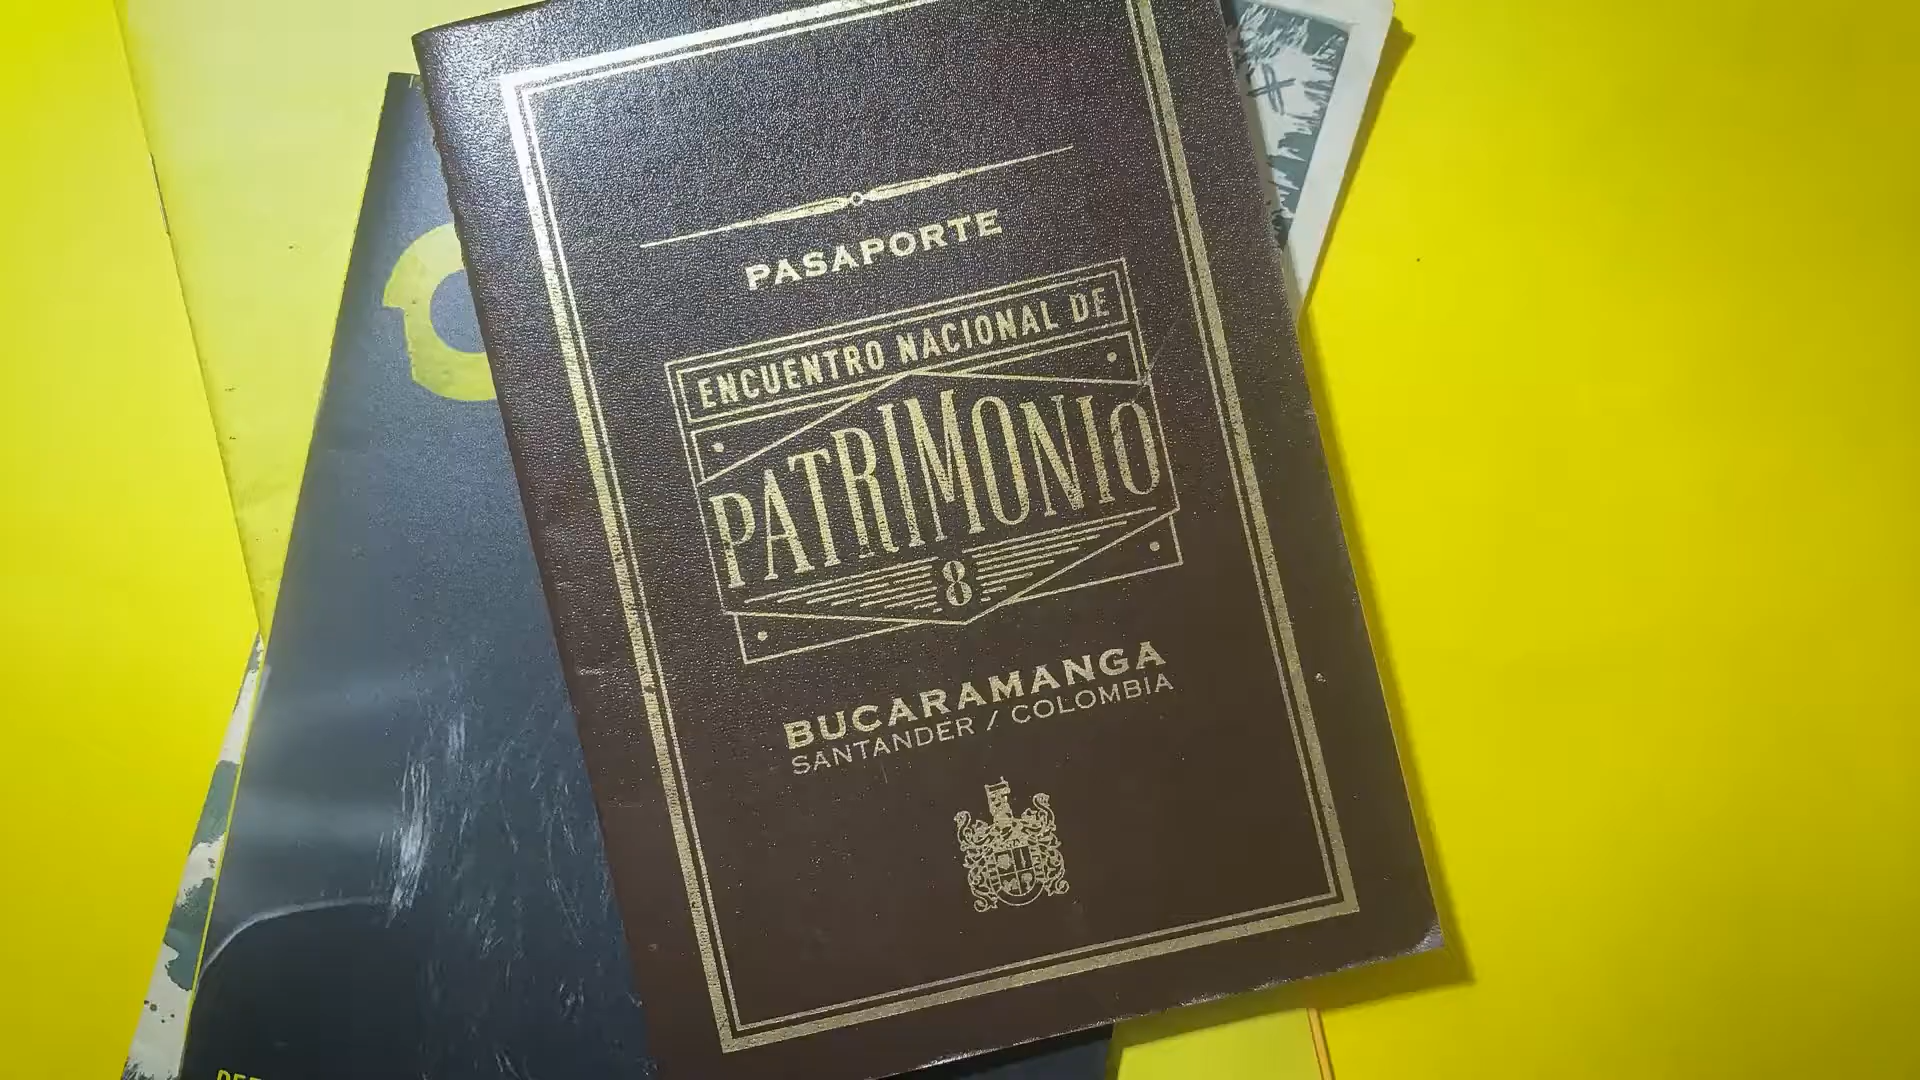 PASAPORTE
ENCUENTRO NACIONAL DE
PATRIMONIO
8
BUCARAMANGA
SANTANDER / COLOMBIA